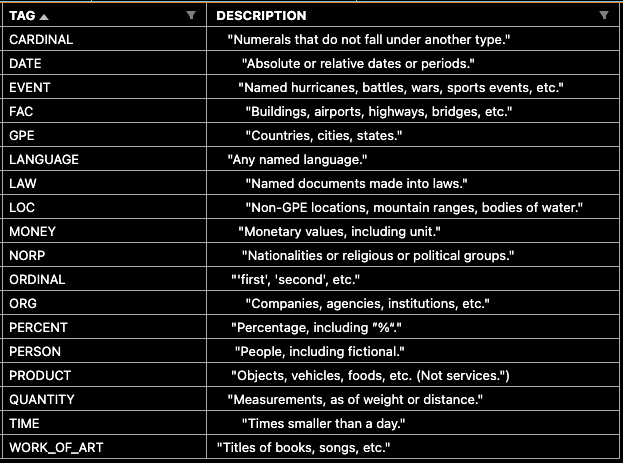 TAG DESCRIPTION
CARDINAL "Numerals that do not fall under another type."
DATE "Absolute or relative dates or periods."
EVENT "Named hurricanes, battles, wars, sports events, etc."
FAC "Buildings, airports, highways, bridges, etc."
GPE "Countries, cities, states."
LANGUAGE "Any named language."
LAW "Named documents made into laws."
LOC "Non-GPE locations, mountain ranges, bodies of water."
MONEY "Monetary values, including unit."
NORP "Nationalities or religious or political groups."
ORDINAL "'first', 'second', etc."
ORG "Companies, agencies, institutions, etc."
PERCENT "Percentage, including ”%“."
PERSON "People, including fictional."
PRODUCT "Objects, vehicles, foods, etc. (Not services.")
QUANTITY "Measurements, as of weight or distance."
TIME "Times smaller than a day."
WORK_OF_ART "Titles of books, songs, etc."